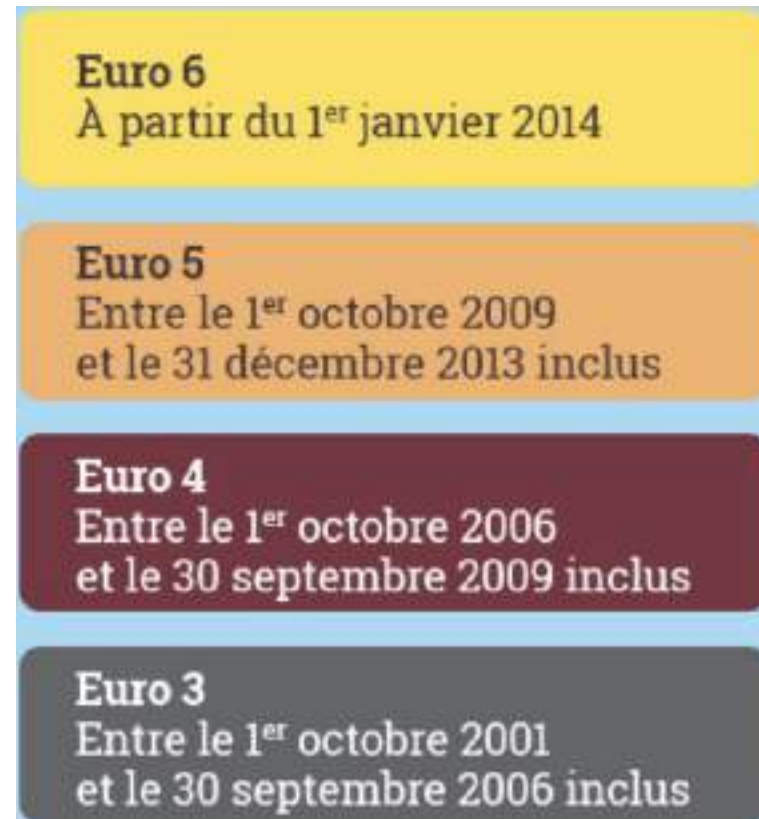 Euro 6
À partir du 1er janvier 2014
Euro 5
Entre le 1er octobre 2009
et le 31 décembre 2013 inclus
Euro 4
Entre le 1er octobre 2006
et le 30 septembre 2009 inclus
Euro 3
Entre le 1er octobre 2001
et le 30 septembre 2006 inclus